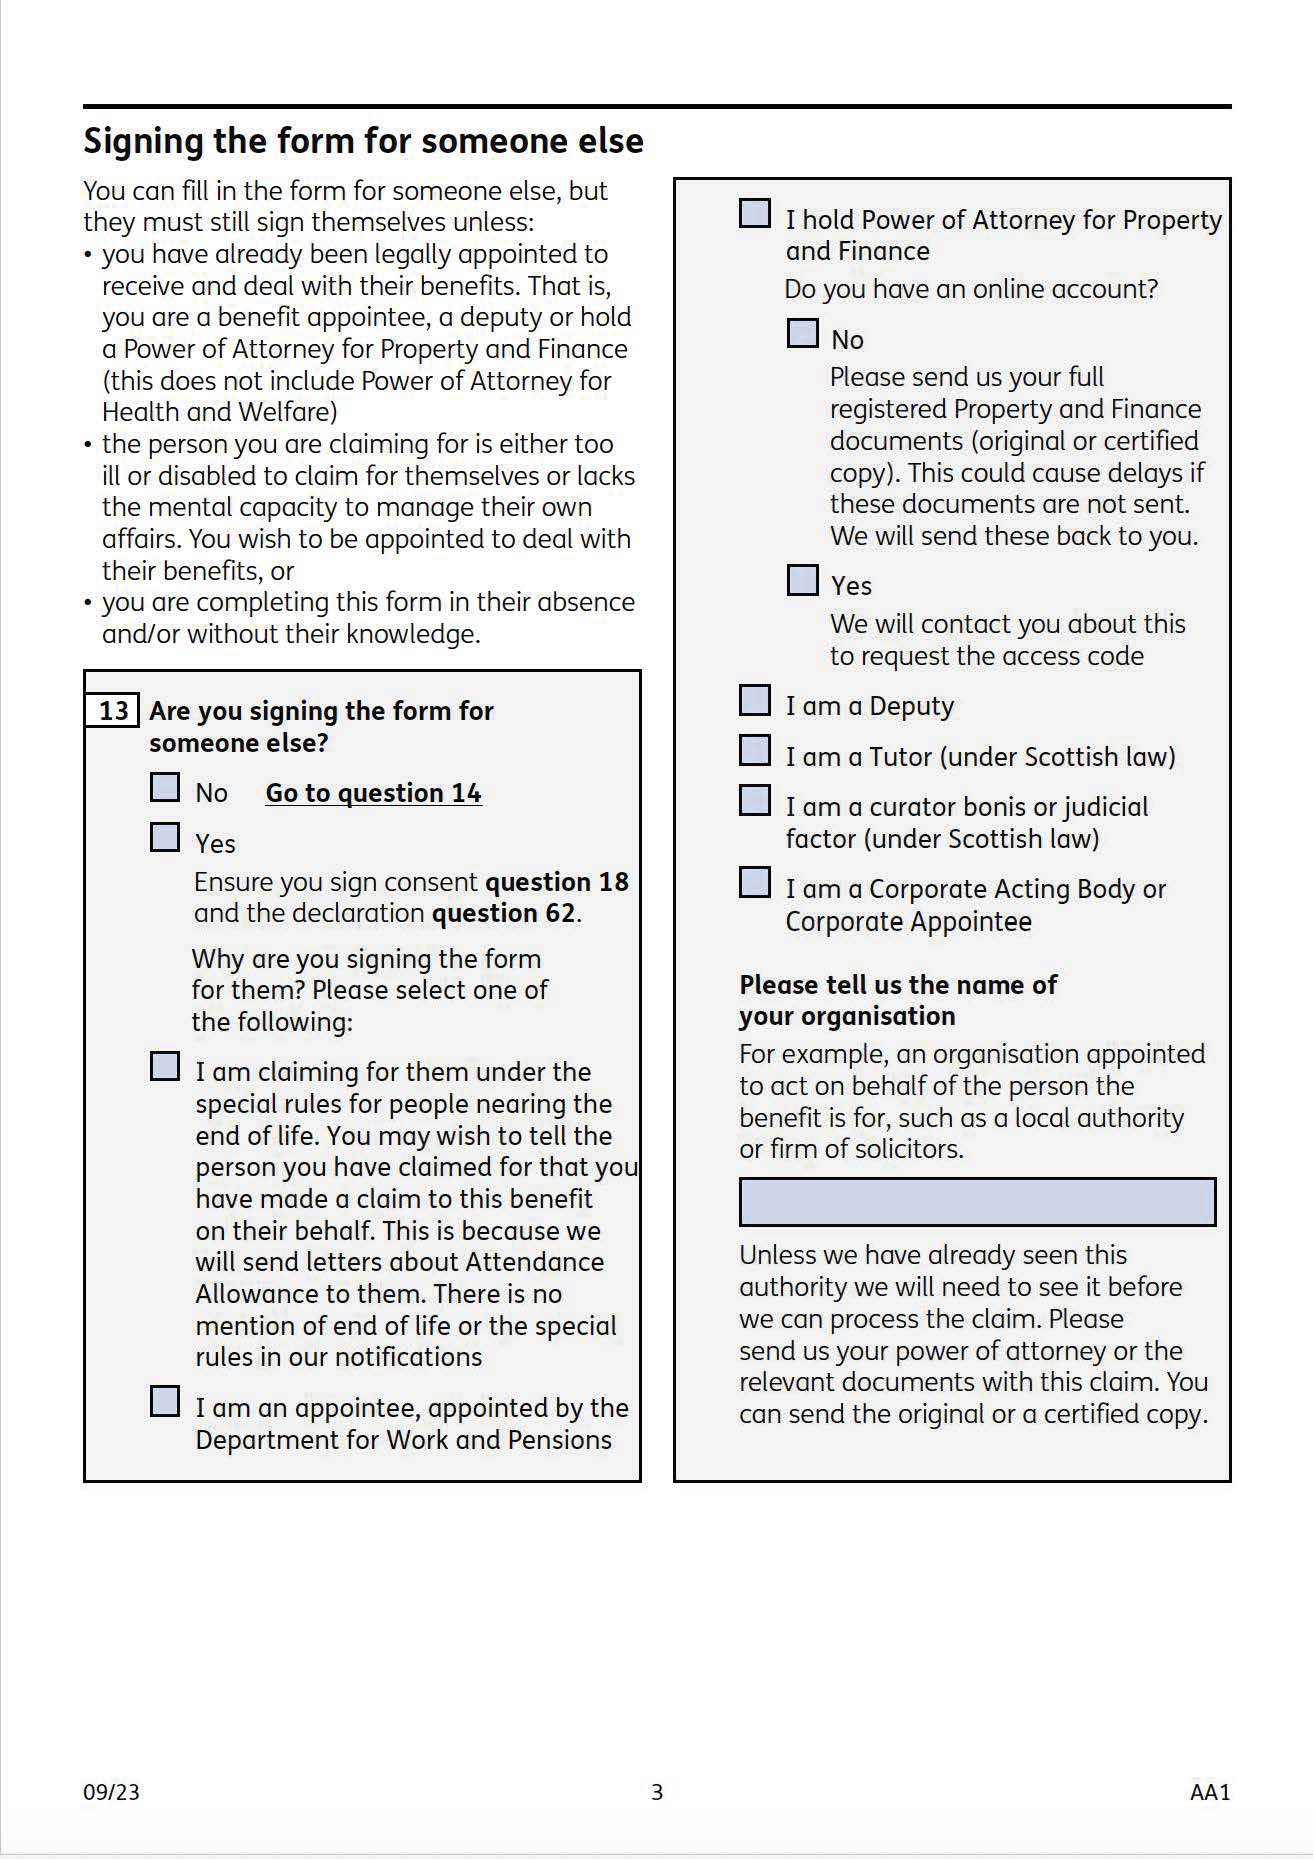 Signing the form for someone else
You can fill in the form for someone else, but
they must still sign themselves unless:
• you have already been legally appointed to
receive and deal with their benefits. That is,
you are a benefit appointee, a deputy or hold
a Power of Attorney for Property and Finance
(this does not include Power of Attorney for
Health and Welfare)
• the person you are claiming for is either too
ill or disabled to claim for themselves or lacks
the mental capacity to manage their own
affairs. You wish to be appointed to deal with
their benefits, or
• you are completing this form in their absence
and/or without their knowledge.
13 Are you signing the form for
someone else?
No Go to question 14
Yes
Ensure you sign consent question 18
and the declaration question 62.
Why are you signing the form
for them? Please select one of
the following:
I am claiming for them under the
special rules for people nearing the
end of life. You may wish to tell the
person you have claimed for that you
have made a claim to this benefit
on their behalf. This is because we
will send letters about Attendance
Allowance to them. There is no
mention of end of life or the special
rules in our notifications
I am an appointee, appointed by the
Department for Work and Pensions
I hold Power of Attorney for Property
and Finance
Do you have an online account?
No
Please send us your full
registered Property and Finance
documents (original or certified
copy). This could cause delays if
these documents are not sent.
We will send these back to you.
Yes
We will contact you about this
to request the access code
I am a Deputy
I am a Tutor (under Scottish law)
I am a curator bonis or judicial
factor (under Scottish law)
I am a Corporate Acting Body or
Corporate Appointee
Please tell us the name of
your organisation
For example, an organisation appointed
to act on behalf of the person the
benefit is for, such as a local authority
or firm of solicitors.
Unless we have already seen this
authority we will need to see it before
we can process the claim. Please
send us your power of attorney or the
relevant documents with this claim. You
can send the original or a certified copy.
09/23
3
AA1